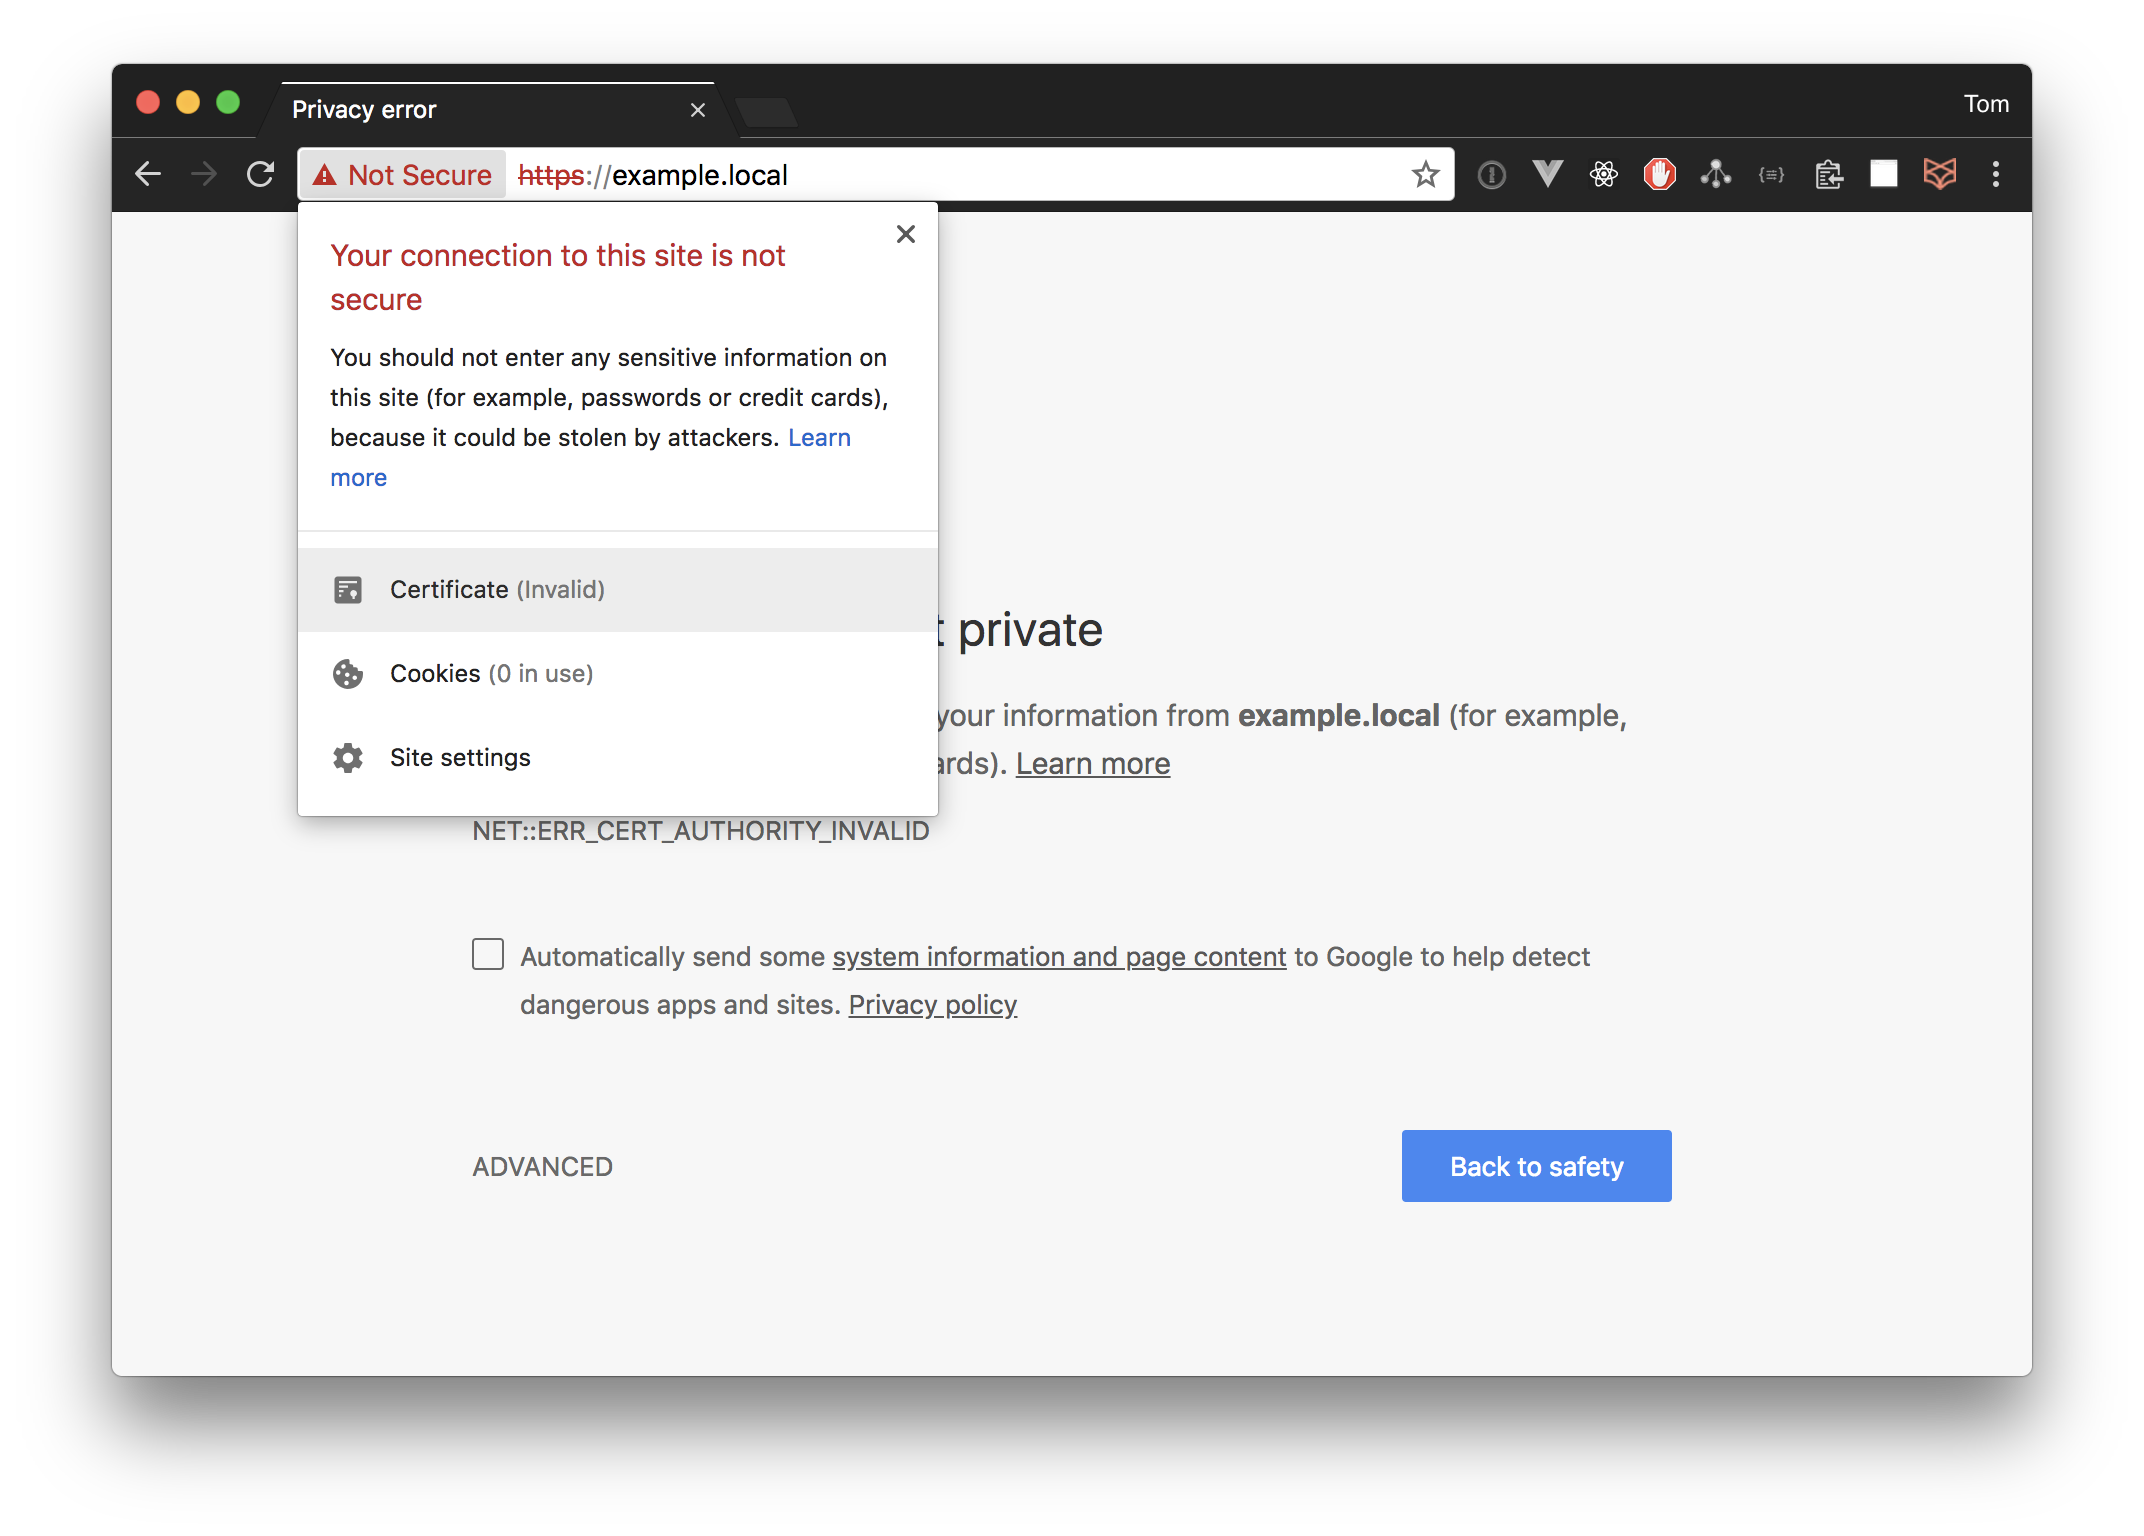 Privacy error
Tom
Not Secure https://example.local
Your connection to this site is not
secure
You should not enter any sensitive information on
this site (for example, passwords or credit cards),
because it could be stolen by attackers. Learn
more
Certificate (Invalid)
Cookies (0 in use)
Site settings
private
your information from example.local (for example,
Learn more
NET::ERR_CERT_AUTHORITY_INVALID
Automatically send some system information and page content to Google to help detect
dangerous apps and sites. Privacy policy
ADVANCED
Back to safety